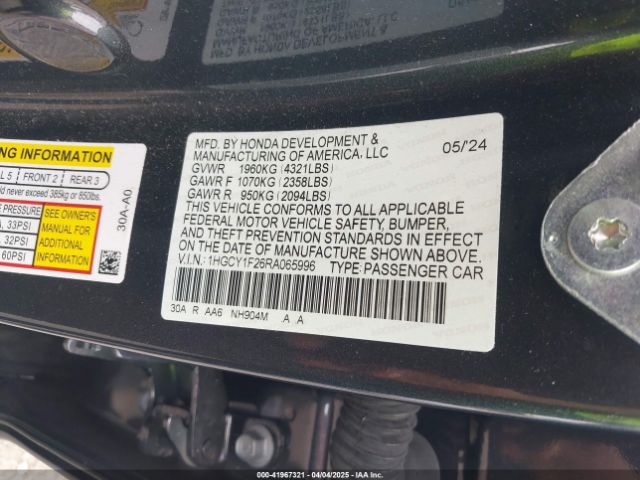 MFD. BY HONDA DEVELOPMENT &
MANUFACTURING OF AMERICA, LLC 05/24
GVWR 1960KG (4321LBS)
GAWR F 1070KG (2358LBS)
GAWR R 950KG (2094LBS)
THIS VEHICLE CONFORMS TO ALL APPLICABLE
FEDERAL MOTOR VEHICLE SAFETY, BUMPER,
AND THEFT PREVENTION STANDARDS IN EFFECT
ON THE DATE OF MANUFACTURE SHOWN ABOVE.
V.I.N.: 1HGCY1F26RA065996 TYPE: PASSENGER CAR
30A R AA6 NH904M A A
NG INFORMATION
L 5 FRONT 2 REAR 3
ld never exceed 385kg or 850lbs.
E PRESSURE
33PSI
32PSI
60PSI
SEE OWNER'S
MANUAL FOR
ADDITIONAL
INFORMATION
30A-A0
000-41967321 - 04/04/2025 - AMERICAN AUTO SHIELD